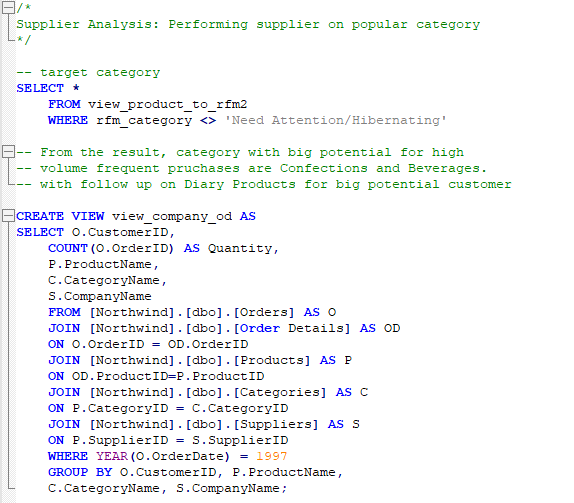 /*
Supplier Analysis: Performing supplier on popular category
*/
-- target category
SELECT *
FROM view_product_to_rfm2
WHERE rfm_category <> 'Need Attention/Hibernating'
-- From the result, category with big potential for high
-- volume frequent pruchases are Confections and Beverages.
-- with follow up on Diary Products for big potential customer
CREATE VIEW view_company_od AS
SELECT O.CustomerID,
COUNT(O.OrderID) AS Quantity,
P.ProductName,
C.CategoryName,
S.CompanyName
FROM [Northwind].[dbo].[Orders] AS O
JOIN [Northwind].[dbo].[Order Details] AS OD
ON O.OrderID = OD.OrderID
JOIN [Northwind].[dbo].[Products] AS P
ON OD.ProductID=P.ProductID
JOIN [Northwind].[dbo].[Categories] AS C
ON P.CategoryID = C.CategoryID
JOIN [Northwind].[dbo].[Suppliers] AS S
ON P.SupplierID = S.SupplierID
WHERE YEAR(O.OrderDate) = 1997
GROUP BY O.CustomerID, P.ProductName,
C.CategoryName, S.CompanyName;